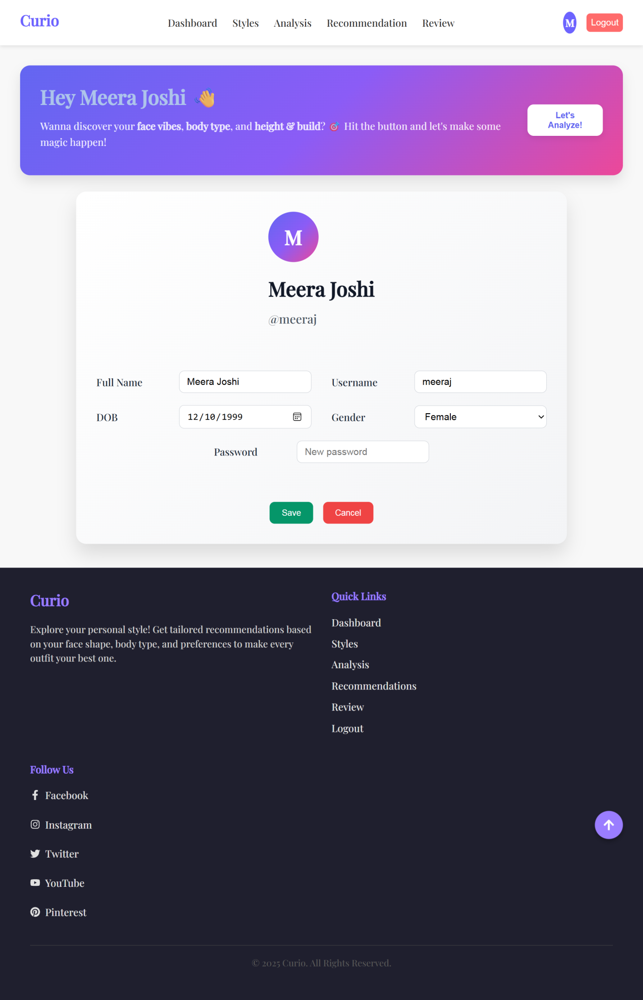 Curio
Dashboard Styles Analysis Recommendation Review
M
Logout
Hey Meera Joshi 👋
Wanna discover your face vibes, body type, and height & build? 🎯 Hit the button and let's make some
magic happen!
Let's
Analyze!
M
Meera Joshi
@meeraj
Full Name Meera Joshi Username meeraj
DOB 12/10/1999 Gender Female
Password New password
Save Cancel
Curio
Explore your personal style! Get tailored recommendations based
on your face shape, body type, and preferences to make every
outfit your best one.
Quick Links
Dashboard
Styles
Analysis
Recommendations
Review
Logout
Follow Us
Facebook
Instagram
Twitter
YouTube
Pinterest
© 2025 Curio. All Rights Reserved.